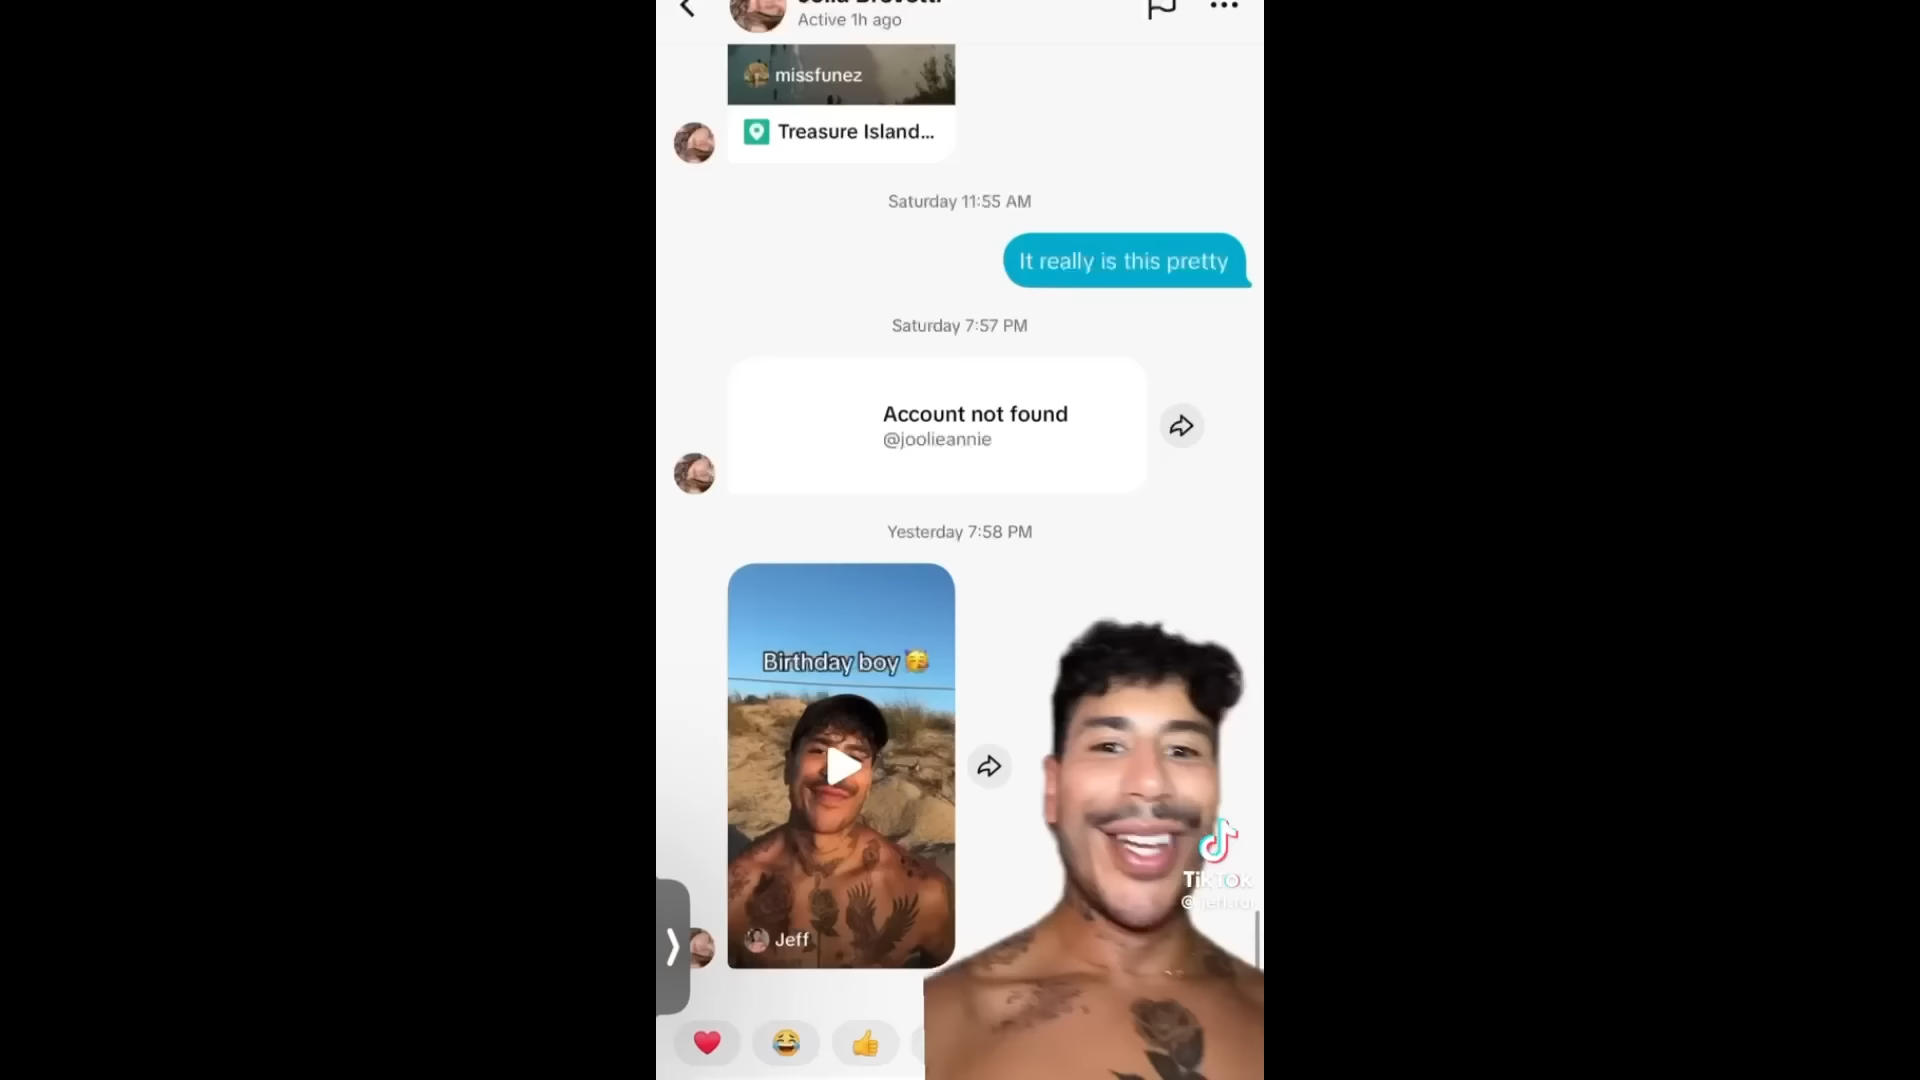 Active 1h ago
missfunez
Treasure Island...
Saturday 11:55 AM
It really is this pretty
Saturday 7:57 PM
Account not found
@joolieannie
Yesterday 7:58 PM
Birthday boy 🥳
Jeff
TikTok